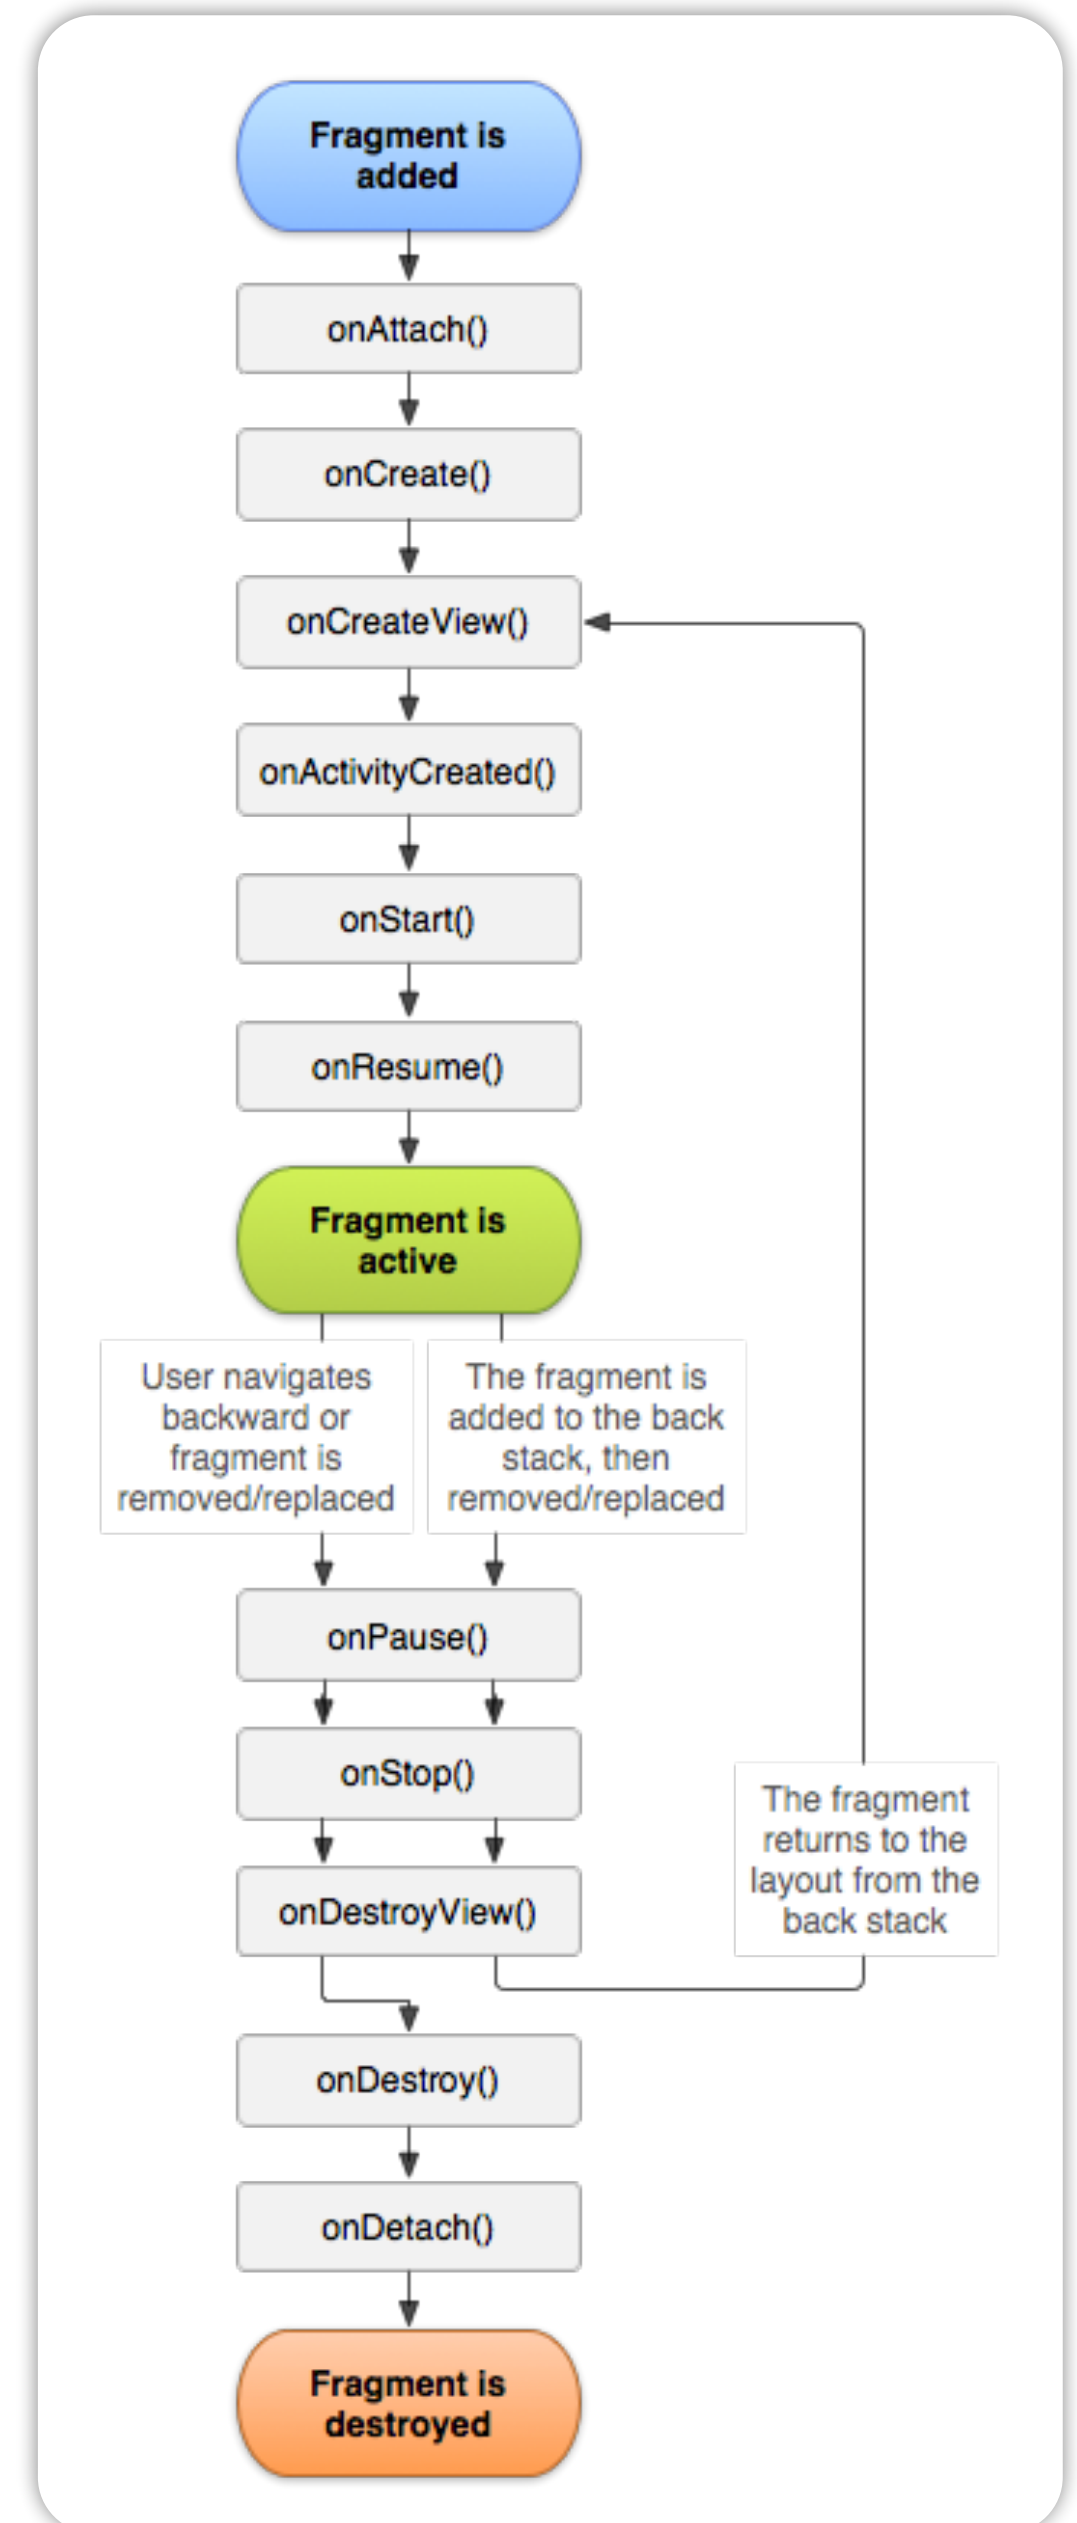 Fragment is
added
onAttach()
onCreate()
onCreateView()
onActivityCreated()
onStart()
onResume()
Fragment is
active
User navigates
backward or
fragment is
removed/replaced
The fragment is
added to the back
stack, then
removed/replaced
onPause()
onStop()
The fragment
returns to the
layout from the
back stack
onDestroyView()
onDestroy()
onDetach()
Fragment is
destroyed